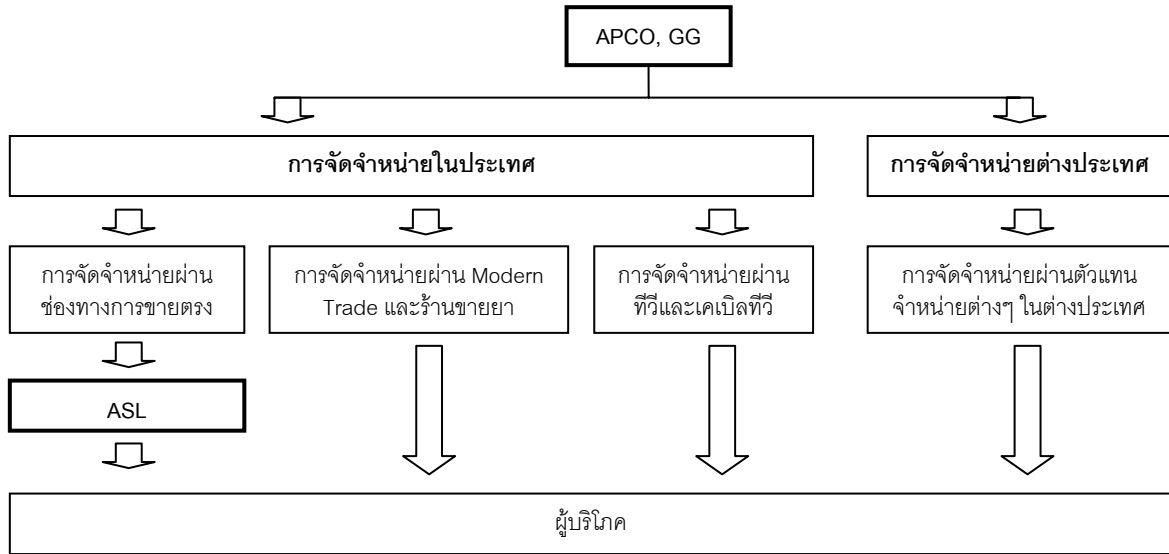 APCO, GG
การจัดจำหน่ายในประเทศ
การจัดจำหน่ายต่างประเทศ
การจัดจำหน่ายผ่าน
ช่องทางการขายตรง
การจัดจำหน่ายผ่าน Modern
Trade และร้านขายยา
การจัดจำหน่ายผ่าน
ทีวีและเคเบิลทีวี
การจัดจำหน่ายผ่านตัวแทน
จำหน่ายต่างๆ ในต่างประเทศ
ASL
ผู้บริโภค